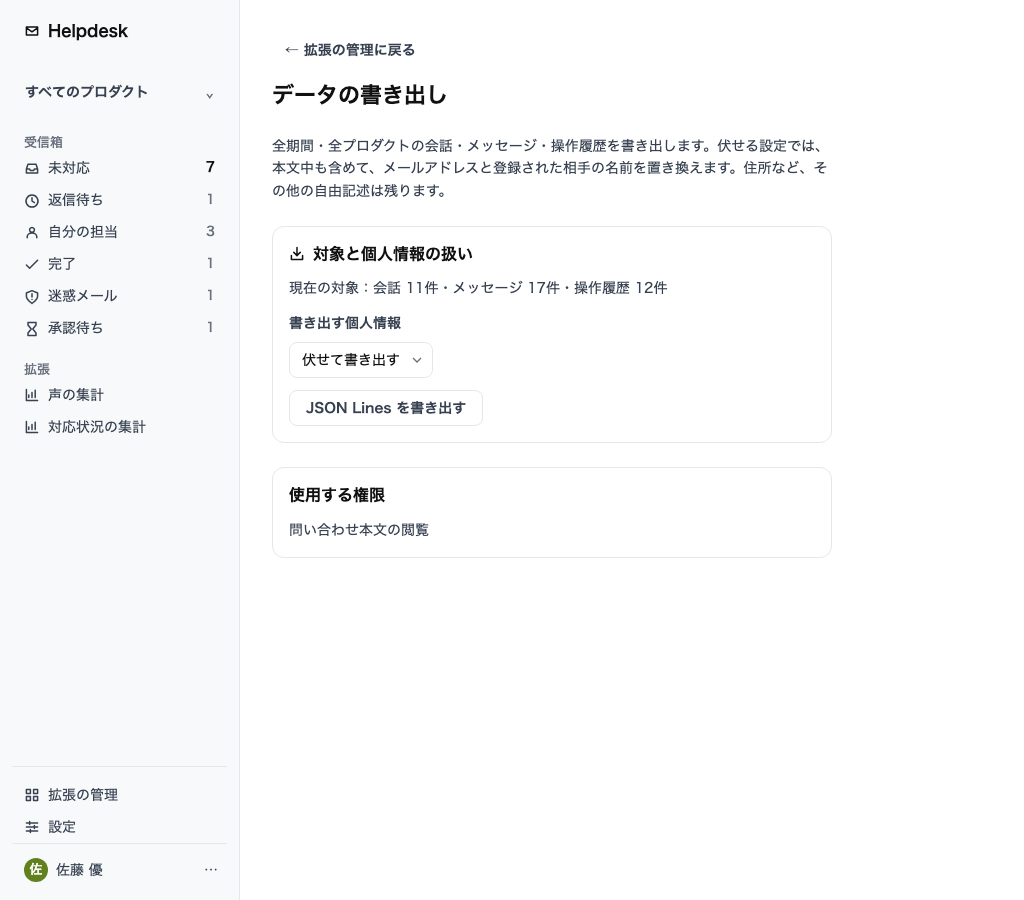 Helpdesk
すべてのプロダクト
受信箱
未対応 7
返信待ち 1
自分の担当 3
完了 1
迷惑メール 1
承認待ち 1
拡張
声の集計
対応状況の集計
拡張の管理
設定
佐 佐藤 優 …
← 拡張の管理に戻る
データの書き出し
全期間・全プロダクトの会話・メッセージ・操作履歴を書き出します。伏せる設定では、
本文中も含めて、メールアドレスと登録された相手の名前を置き換えます。住所など、そ
の他の自由記述は残ります。
対象と個人情報の扱い
現在の対象：会話 11件・メッセージ 17件・操作履歴 12件
書き出す個人情報
伏せて書き出す
JSON Lines を書き出す
使用する権限
問い合わせ本文の閲覧